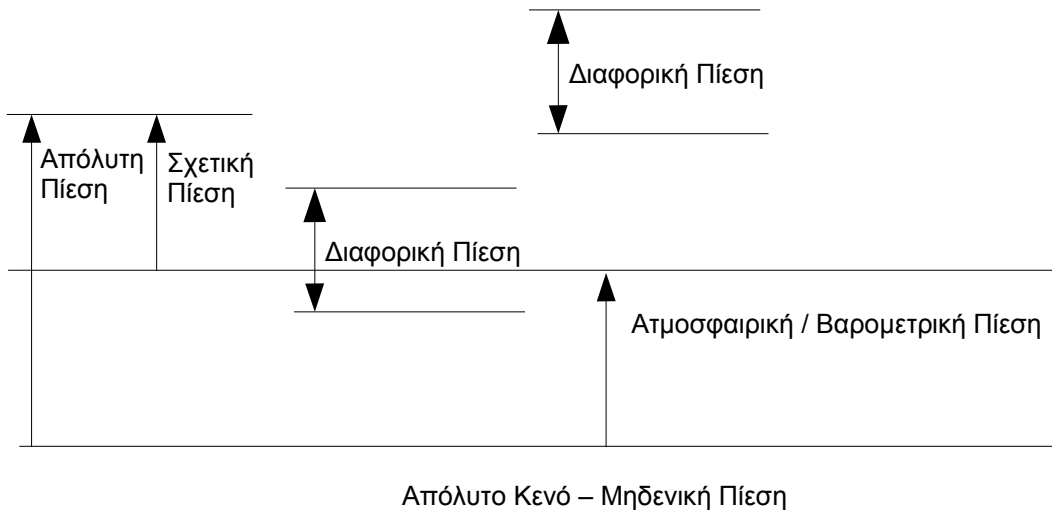 Διαφορική Πίεση
Απόλυτη
Πίεση
Σχετική
Πίεση
Διαφορική Πίεση
Ατμοσφαιρική / Βαρομετρική Πίεση
Απόλυτο Κενό – Μηδενική Πίεση